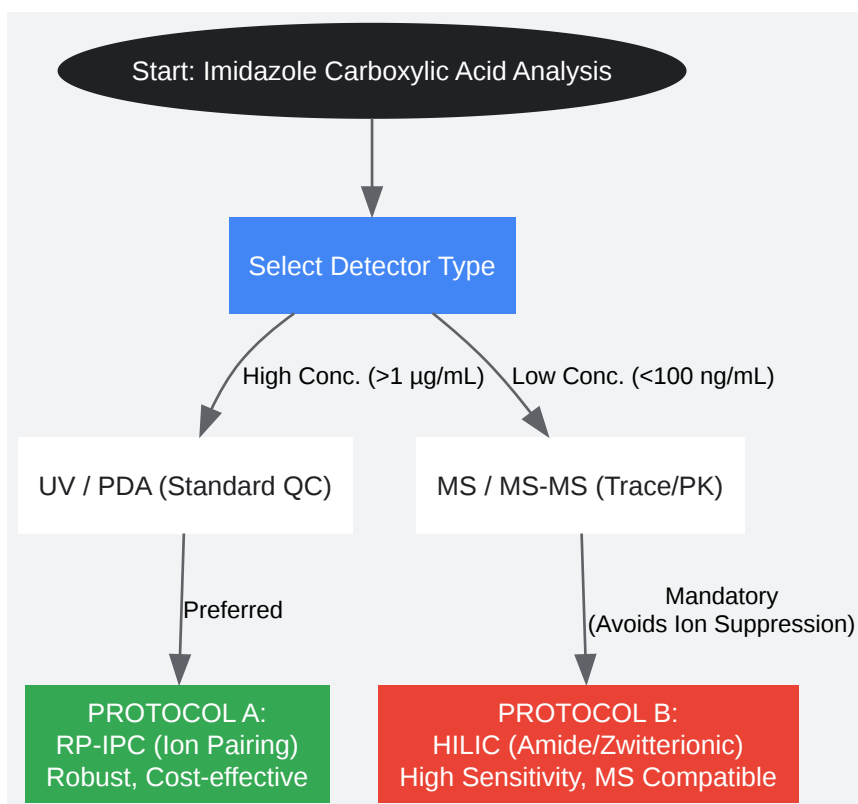 Start: Imidazole Carboxylic Acid Analysis
Select Detector Type
High Conc. (>1 µg/mL)
Low Conc. (<100 ng/mL)
UV / PDA (Standard QC)
MS / MS-MS (Trace/PK)
Preferred
Mandatory
(Avoids Ion Suppression)
PROTOCOL A:
RP-IPC (Ion Pairing)
Robust, Cost-effective
PROTOCOL B:
HILIC (Amide/Zwitterionic)
High Sensitivity, MS Compatible